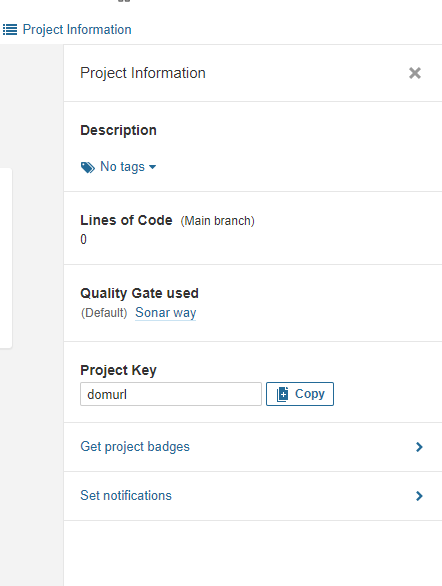 Project Information
Project Information
Description
No tags
Lines of Code (Main branch)
0
Quality Gate used
(Default) Sonar way
Project Key
domurl Copy
Get project badges
Set notifications